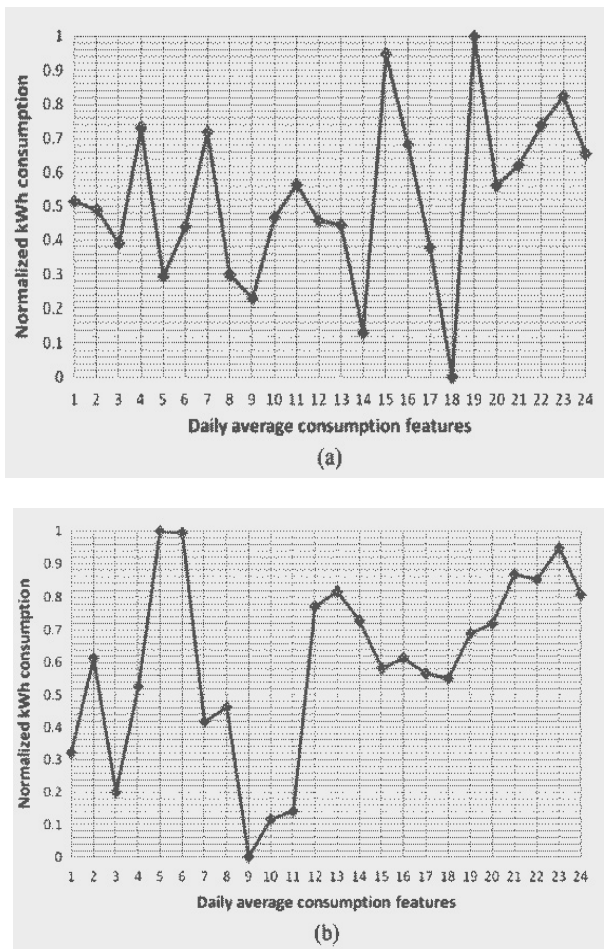 1
0.9
0.8
0.7
0.6
0.5
0.4
0.3
0.2
0.1
0
Normalized kWh consumption
1 2 3 4 5 6 7 8 9 10 11 12 13 14 15 16 17 18 19 20 21 22 23 24
Daily average consumption features
(a)
1
0.9
0.8
0.7
0.6
0.5
0.4
0.3
0.2
0.1
0
Normalized kWh consumption
1 2 3 4 5 6 7 8 9 10 11 12 13 14 15 16 17 18 19 20 21 22 23 24
Daily average consumption features
(b)